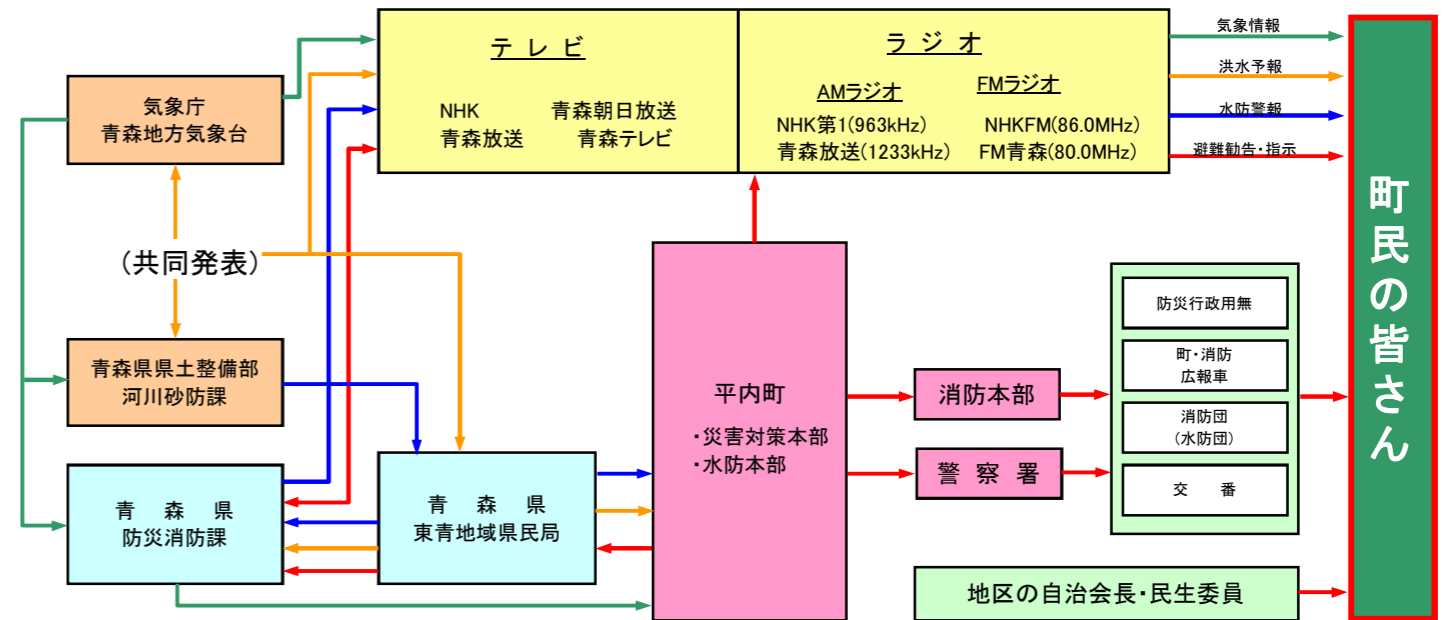 テレビ
NHK 青森朝日放送
青森放送 青森テレビ
ラジオ
AMラジオ
NHK第1(963kHz)
青森放送(1233kHz)
FMラジオ
NHKFM(86.0MHz)
FM青森(80.0MHz)
気象情報
洪水予報
水防警報
避難勧告・指示
気象庁
青森地方気象台
(共同発表)
青森県県土整備部
河川砂防課
青森県
防災消防課
青森県
東青地域県民局
平内町
・災害対策本部
・水防本部
消防本部
警察署
防災行政用無
町・消防
広報車
消防団
(水防団)
交番
地区の自治会長・民生委員
町民の皆さん